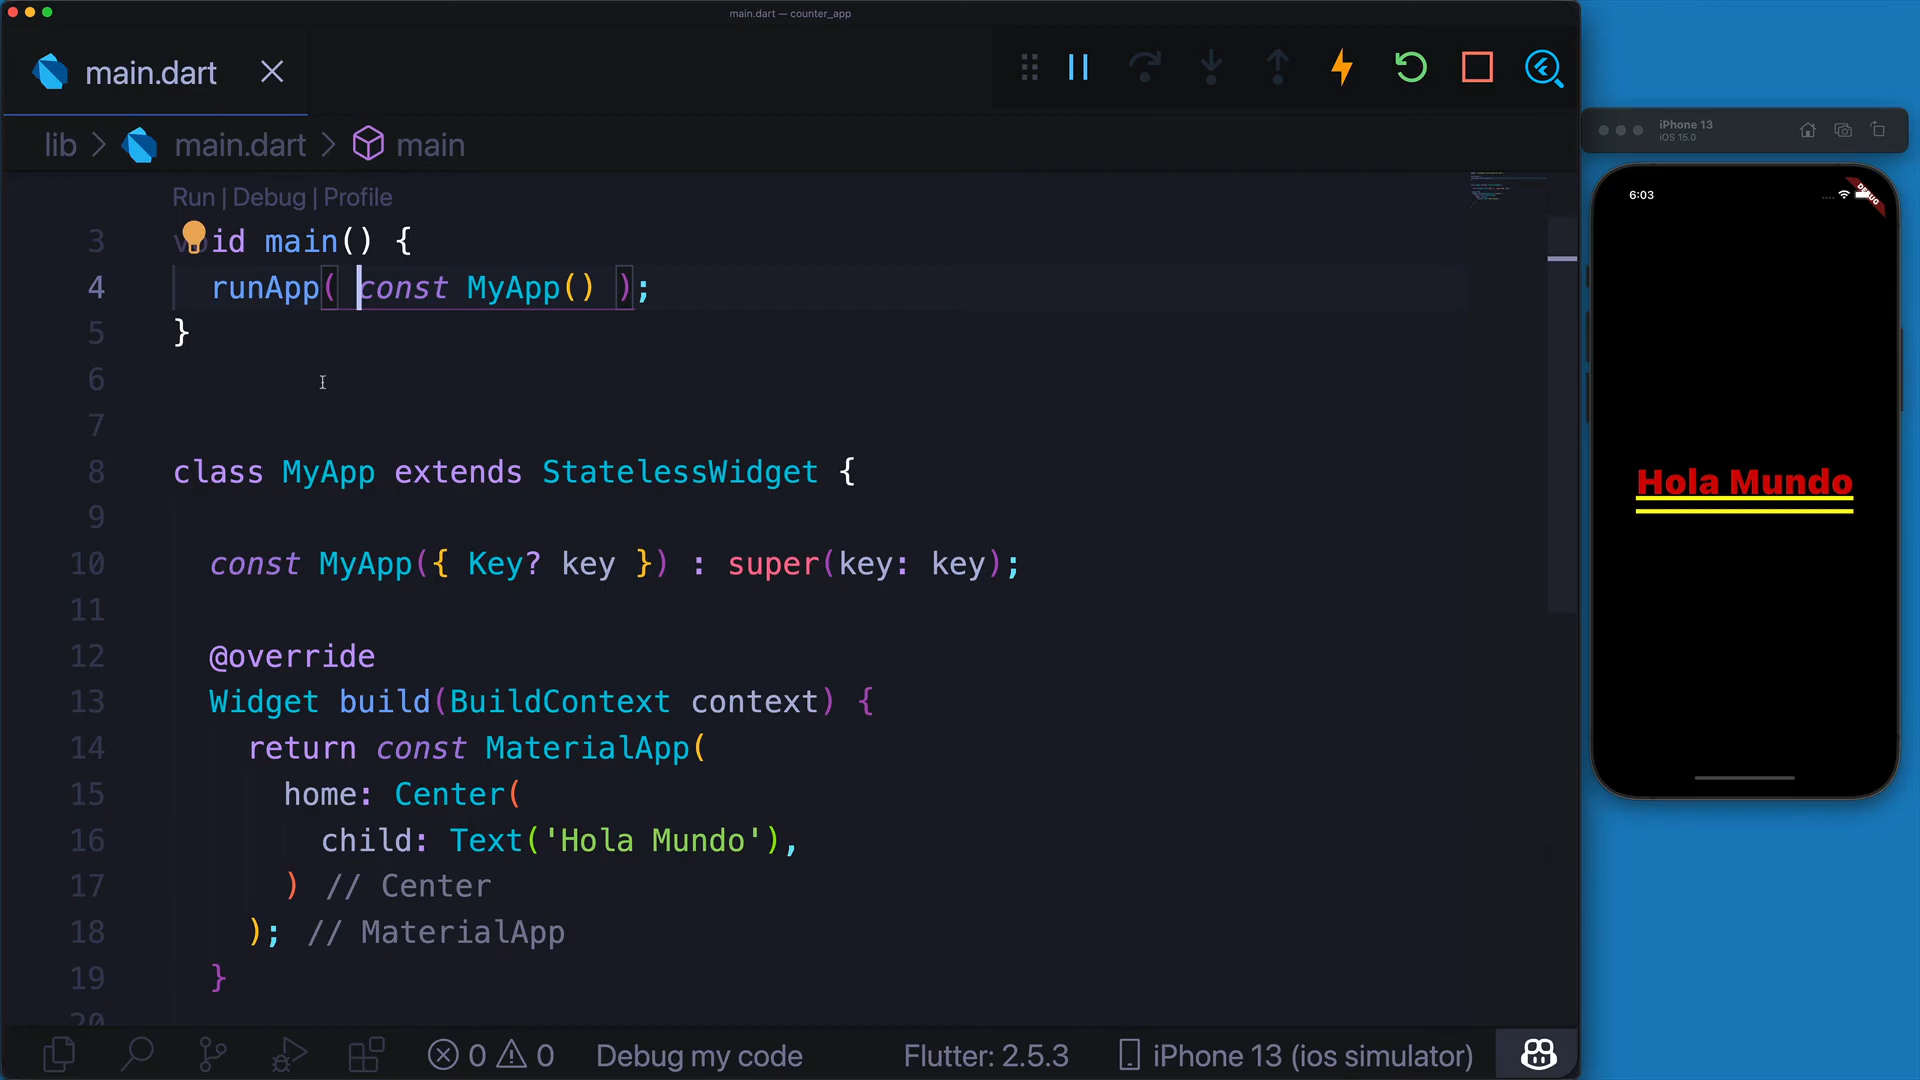 main.dart — counter_app
main.dart
lib > main.dart > main
Run | Debug | Profile
3 void main() {
4 runApp( const MyApp() );
5 }
6
7
8 class MyApp extends StatelessWidget {
9
10 const MyApp({ Key? key }) : super(key: key);
11
12 @override
13 Widget build(BuildContext context) {
14 return const MaterialApp(
15 home: Center(
16 child: Text('Hola Mundo'),
17 ) // Center
18 ); // MaterialApp
19 }
20
0 0 Debug my code Flutter: 2.5.3 iPhone 13 (ios simulator)
iPhone 13
iOS 15.0
6:03
DEBUG
Hola Mundo